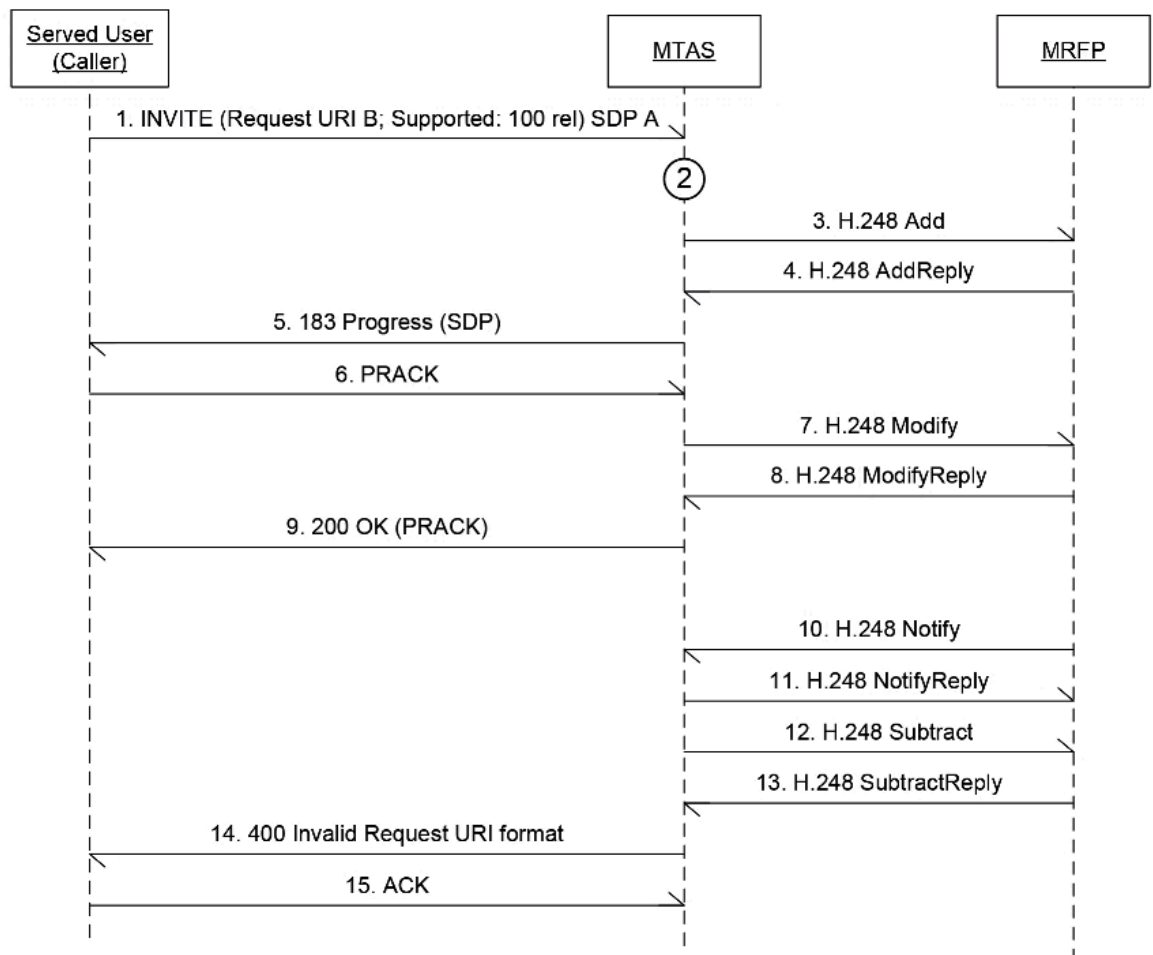 Served User
(Caller)
MTAS
MRFP
1. INVITE (Request URI B; Supported: 100 rel) SDP A
2
3. H.248 Add
4. H.248 AddReply
5. 183 Progress (SDP)
6. PRACK
7. H.248 Modify
8. H.248 ModifyReply
9. 200 OK (PRACK)
10. H.248 Notify
11. H.248 NotifyReply
12. H.248 Subtract
13. H.248 SubtractReply
14. 400 Invalid Request URI format
15. ACK